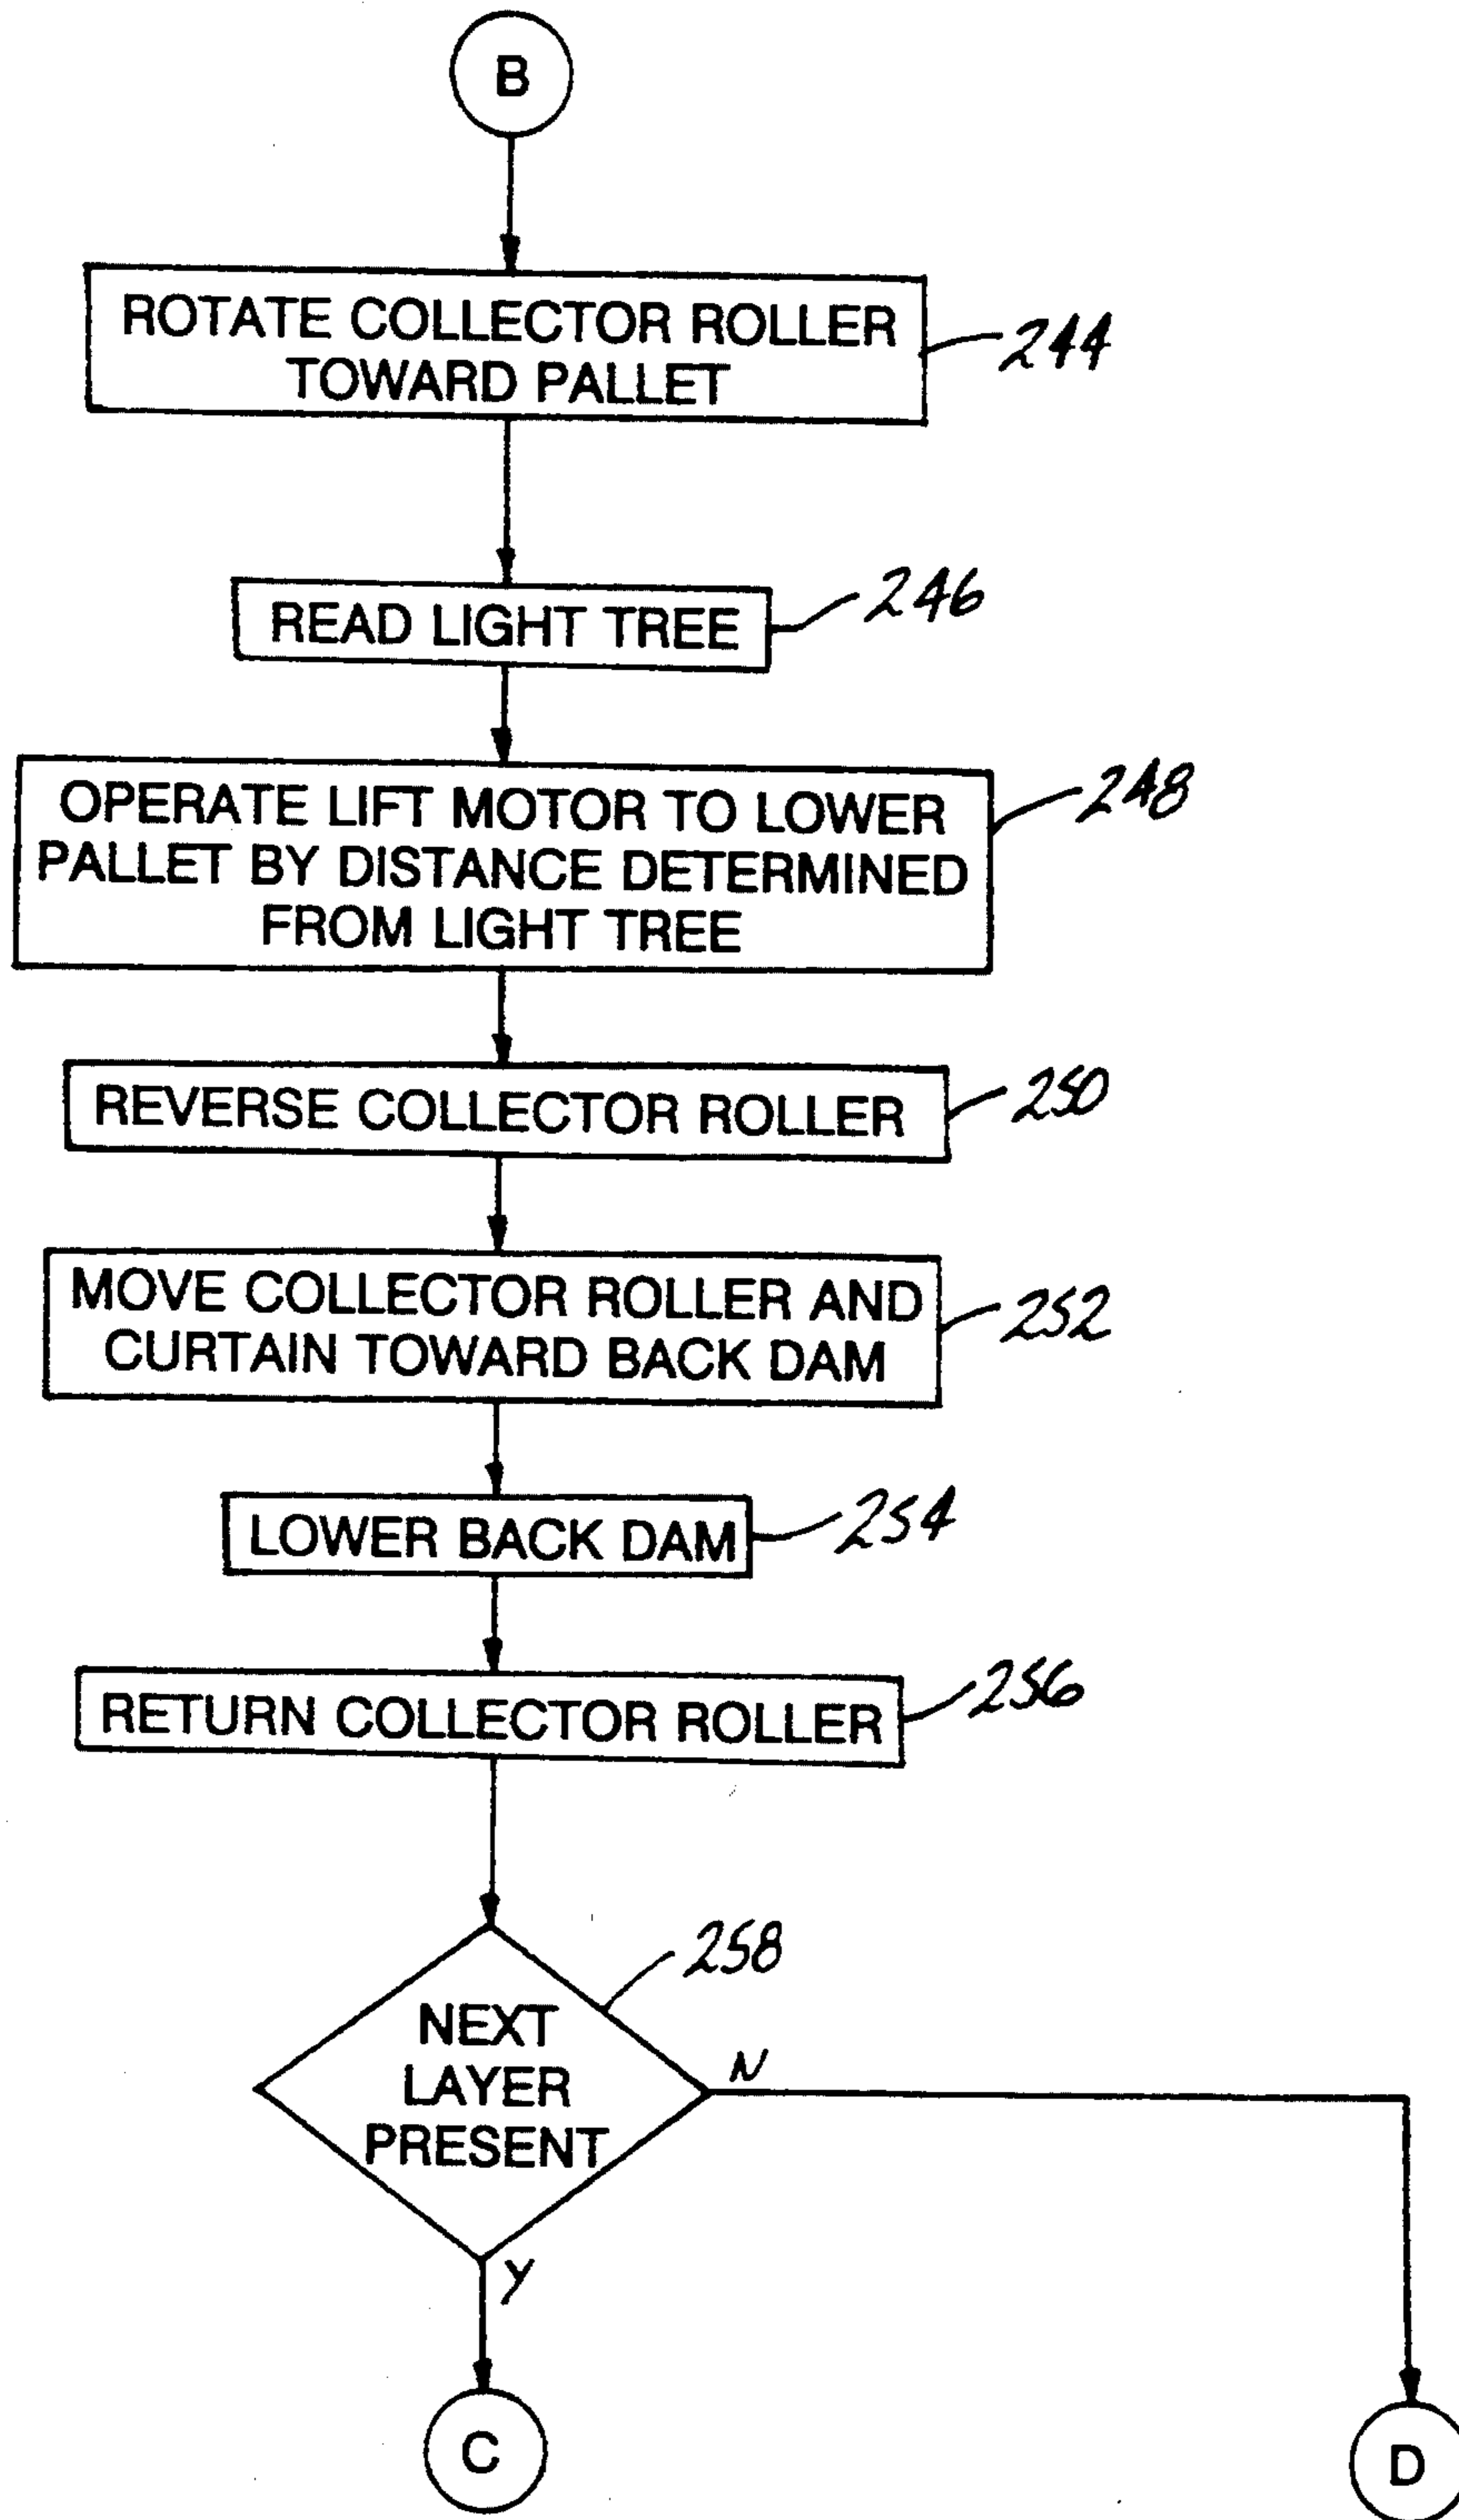 B
ROTATE COLLECTOR ROLLER
TOWARD PALLET
244
READ LIGHT TREE
246
OPERATE LIFT MOTOR TO LOWER
PALLET BY DISTANCE DETERMINED
FROM LIGHT TREE
248
REVERSE COLLECTOR ROLLER
250
MOVE COLLECTOR ROLLER AND
CURTAIN TOWARD BACK DAM
252
LOWER BACK DAM
254
RETURN COLLECTOR ROLLER
256
258
NEXT
LAYER
PRESENT
N
Y
C
D